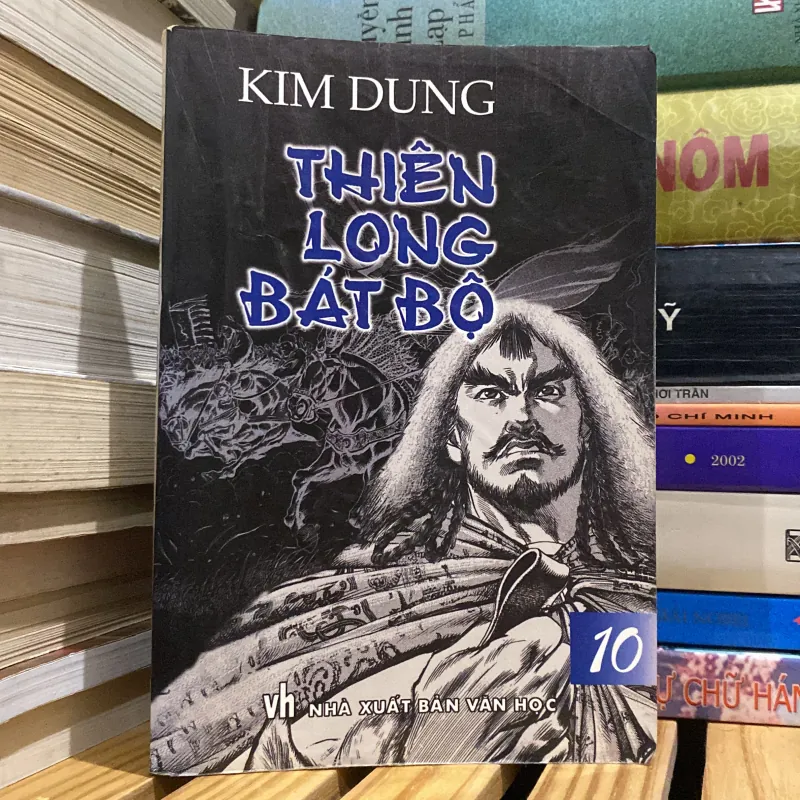 KIM DUNG
THIÊN
LONG
BÁT BỘ
10
vh NHÀ XUẤT BẢN VĂN HỌC
NÔM
Ỹ
CHÍ MINH
2002
CHỮ HÁN